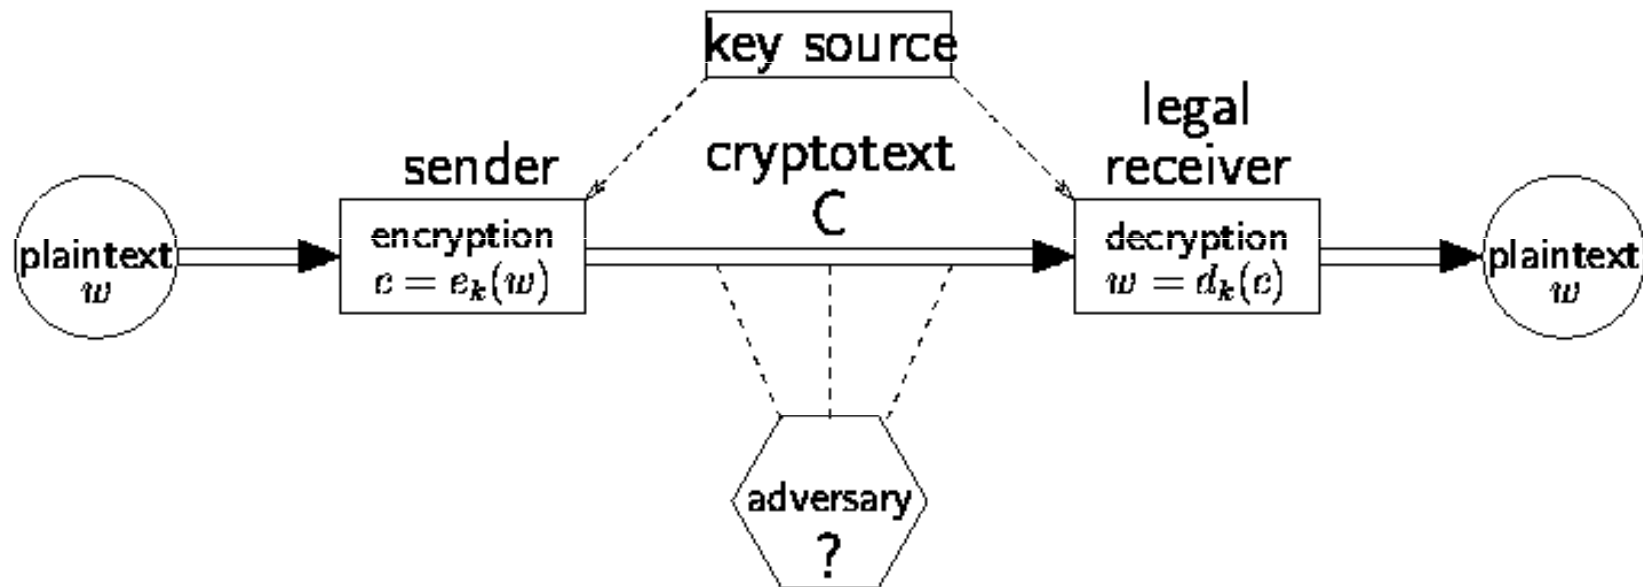 key source
legal
receiver
sender
cryptotext
C
plaintext
w
encryption
c = e_k(w)
decryption
w = d_k(c)
plaintext
w
adversary
?